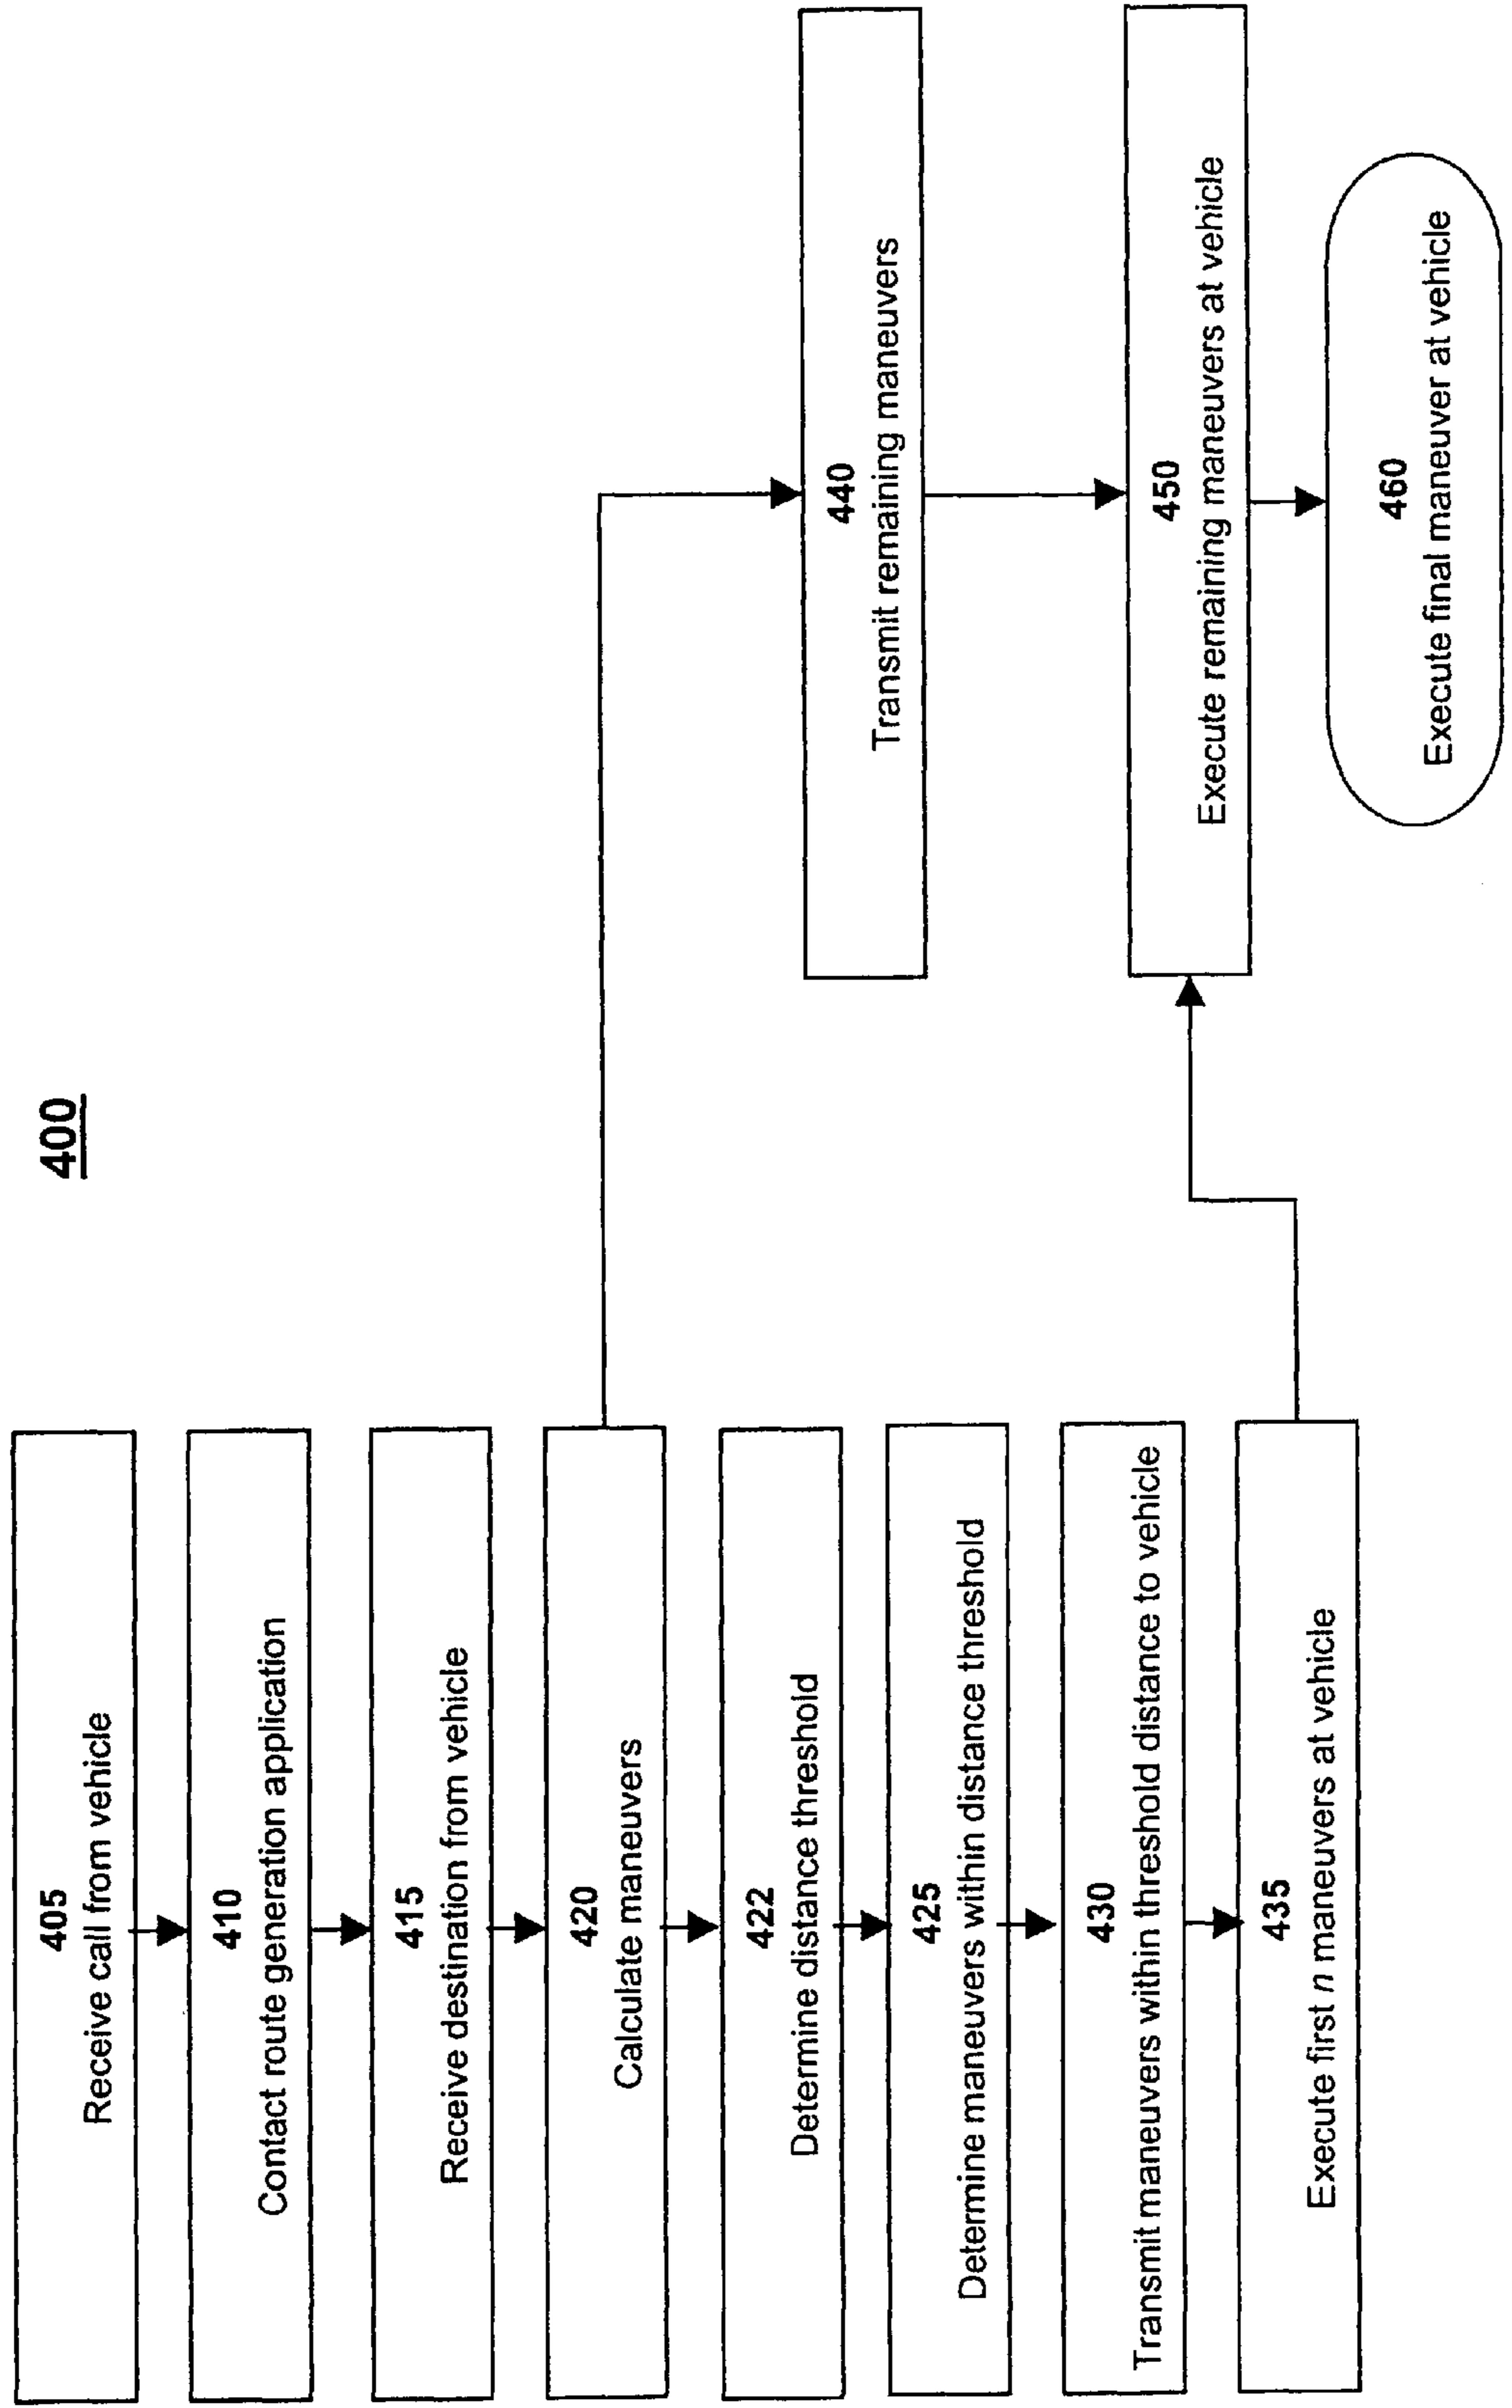 400
405
Receive call from vehicle
410
Contact route generation application
415
Receive destination from vehicle
420
Calculate maneuvers
422
Determine distance threshold
425
Determine maneuvers within distance threshold
430
Transmit maneuvers within threshold distance to vehicle
435
Execute first n maneuvers at vehicle
440
Transmit remaining maneuvers
450
Execute remaining maneuvers at vehicle
460
Execute final maneuver at vehicle